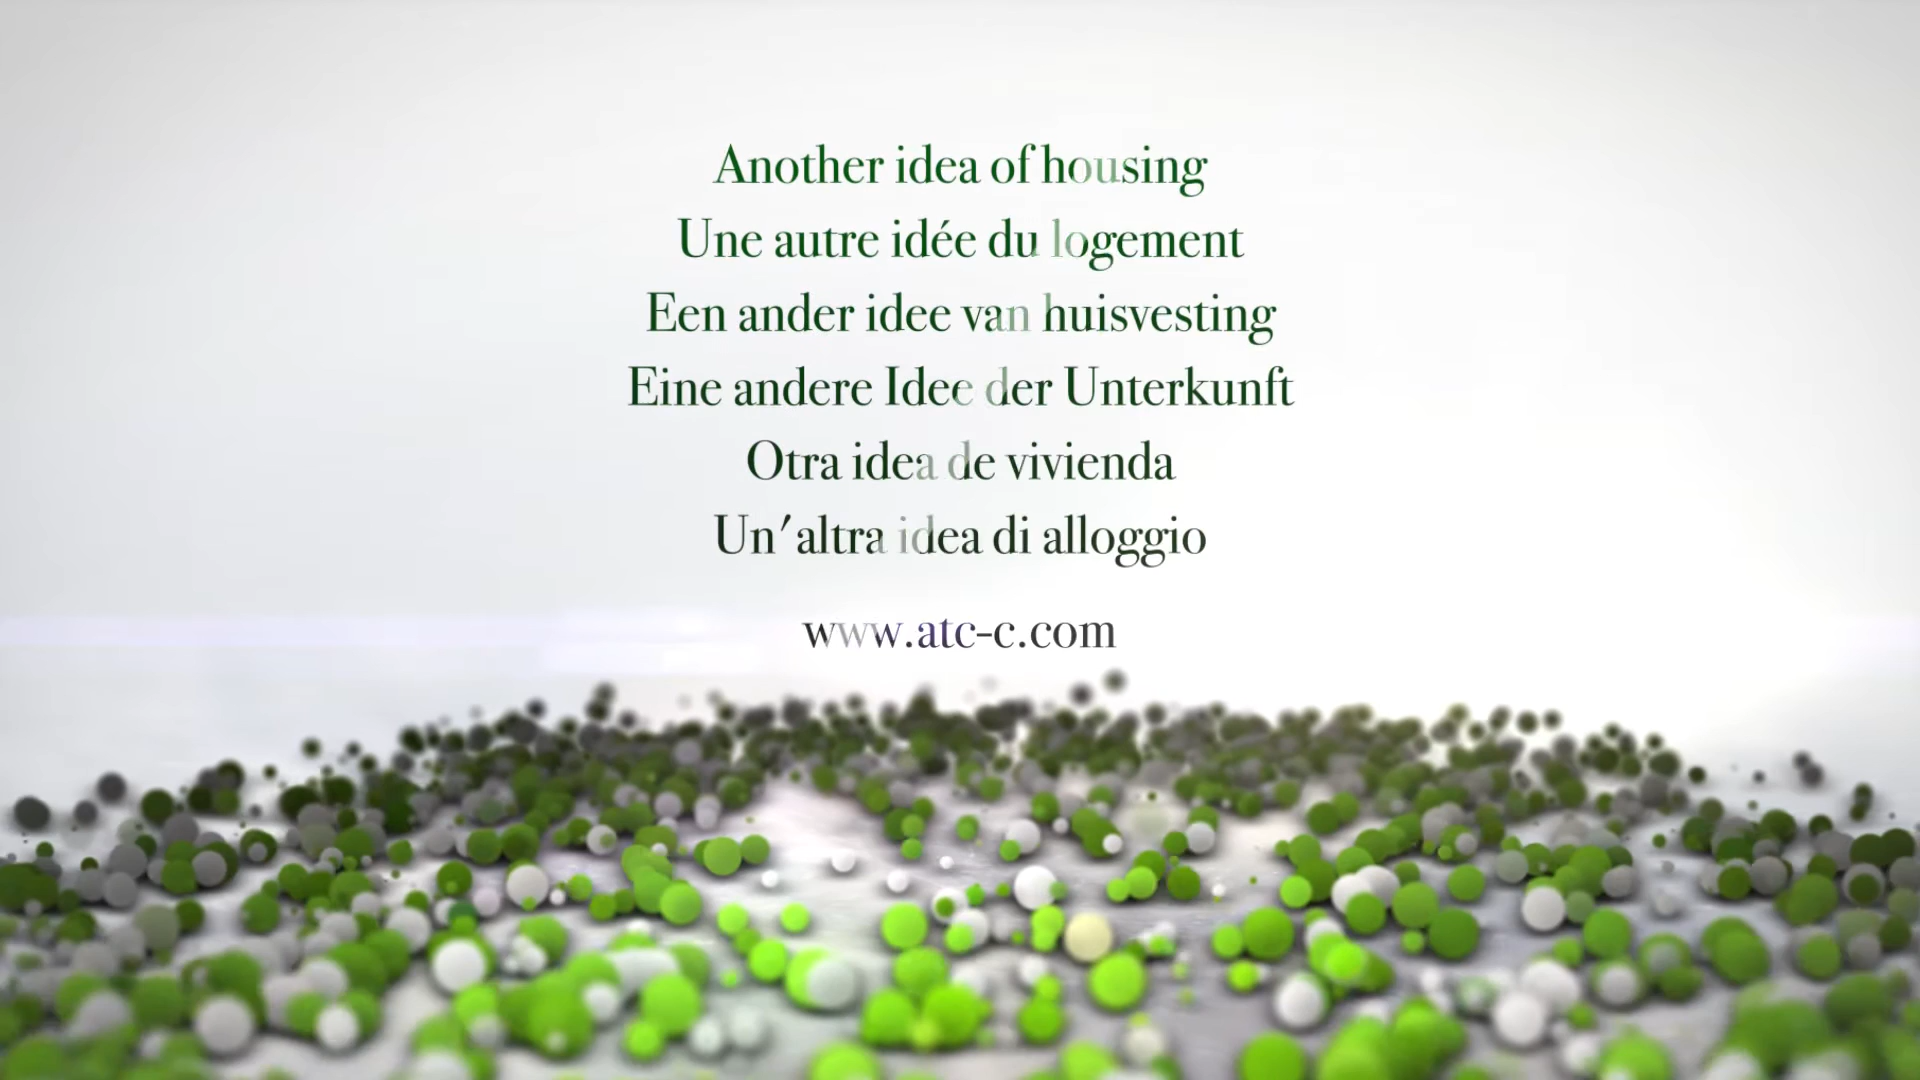 Another idea of housing
Une autre idée du logement
Een ander idee van huisvesting
Eine andere Idee der Unterkunft
Otra idea de vivienda
Un'altra idea di alloggio
www.atc-c.com